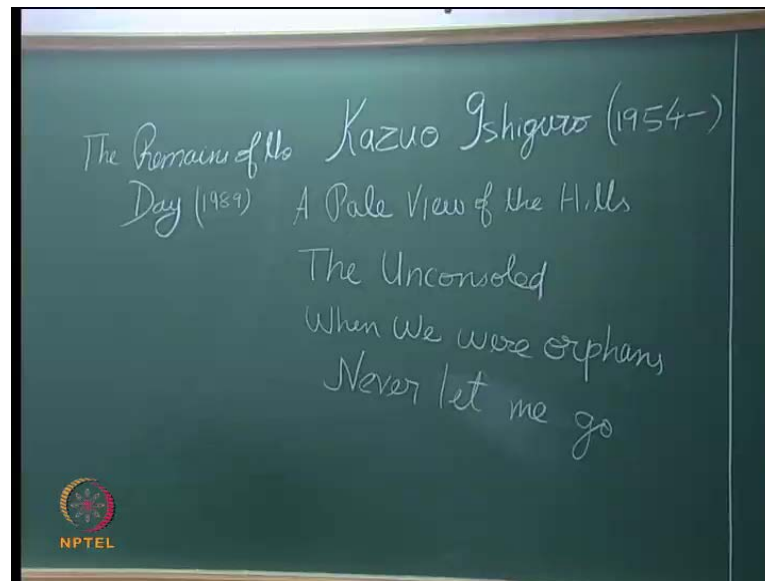 The Remains of the
Day (1989)
Kazuo Ishiguro (1954-)
A Pale View of the Hills
The Unconsoled
When We were orphans
Never let me go
NPTEL